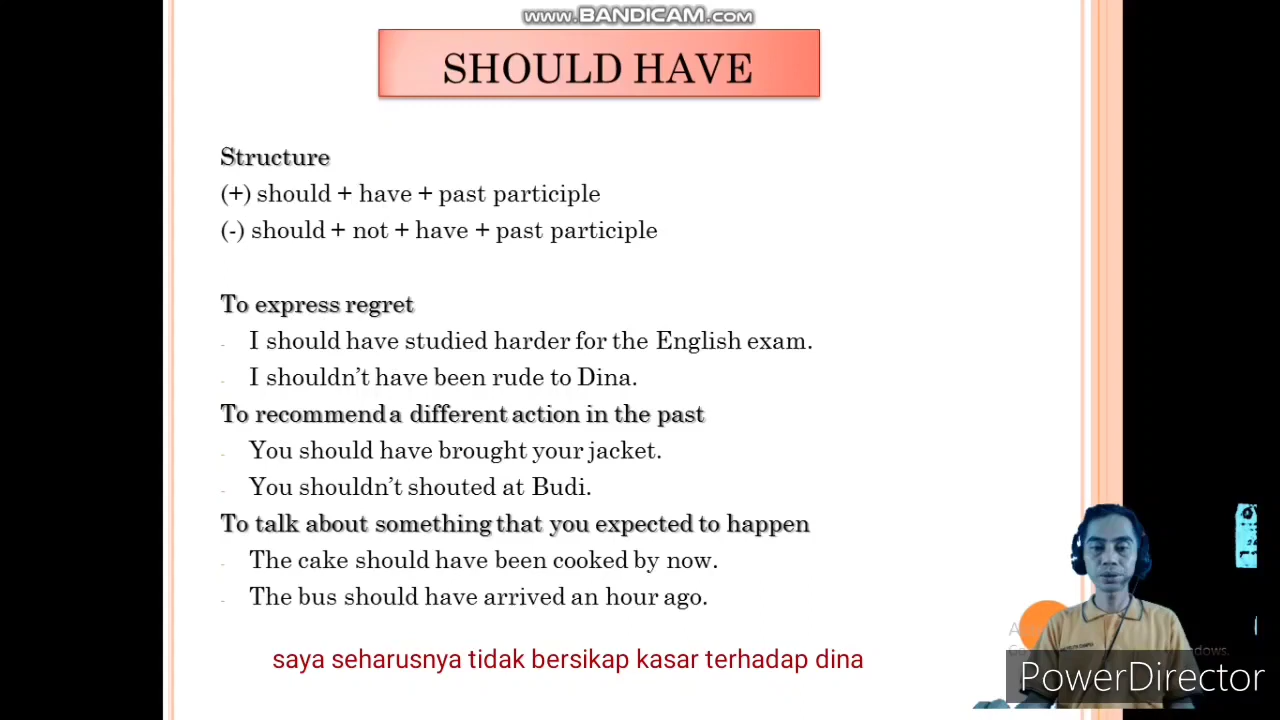 www.BANDICAM.com
SHOULD HAVE
Structure
(+) should + have + past participle
(-) should + not + have + past participle
To express regret
- I should have studied harder for the English exam.
- I shouldn't have been rude to Dina.
To recommend a different action in the past
- You should have brought your jacket.
- You shouldn't shouted at Budi.
To talk about something that you expected to happen
- The cake should have been cooked by now.
- The bus should have arrived an hour ago.
saya seharusnya tidak bersikap kasar terhadap dina
PowerDirector